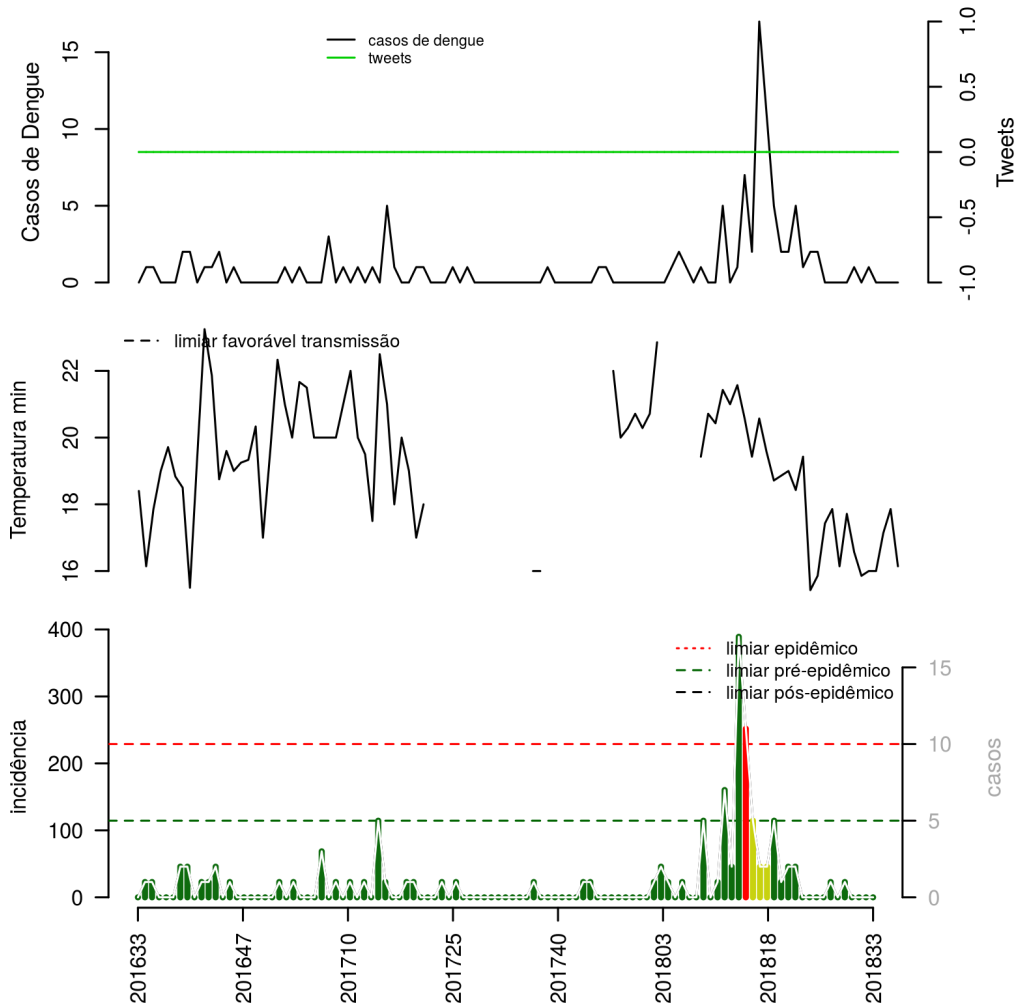 casos de dengue
tweets
Casos de Dengue
0
5
10
15
Tweets
-1.0
-0.5
0.0
0.5
1.0
limiar favorável transmissão
Temperatura min
16
18
20
22
limiar epidêmico
limiar pré-epidêmico
limiar pós-epidêmico
incidência
0
100
200
300
400
casos
0
5
10
15
201633
201647
201710
201725
201740
201803
201818
201833